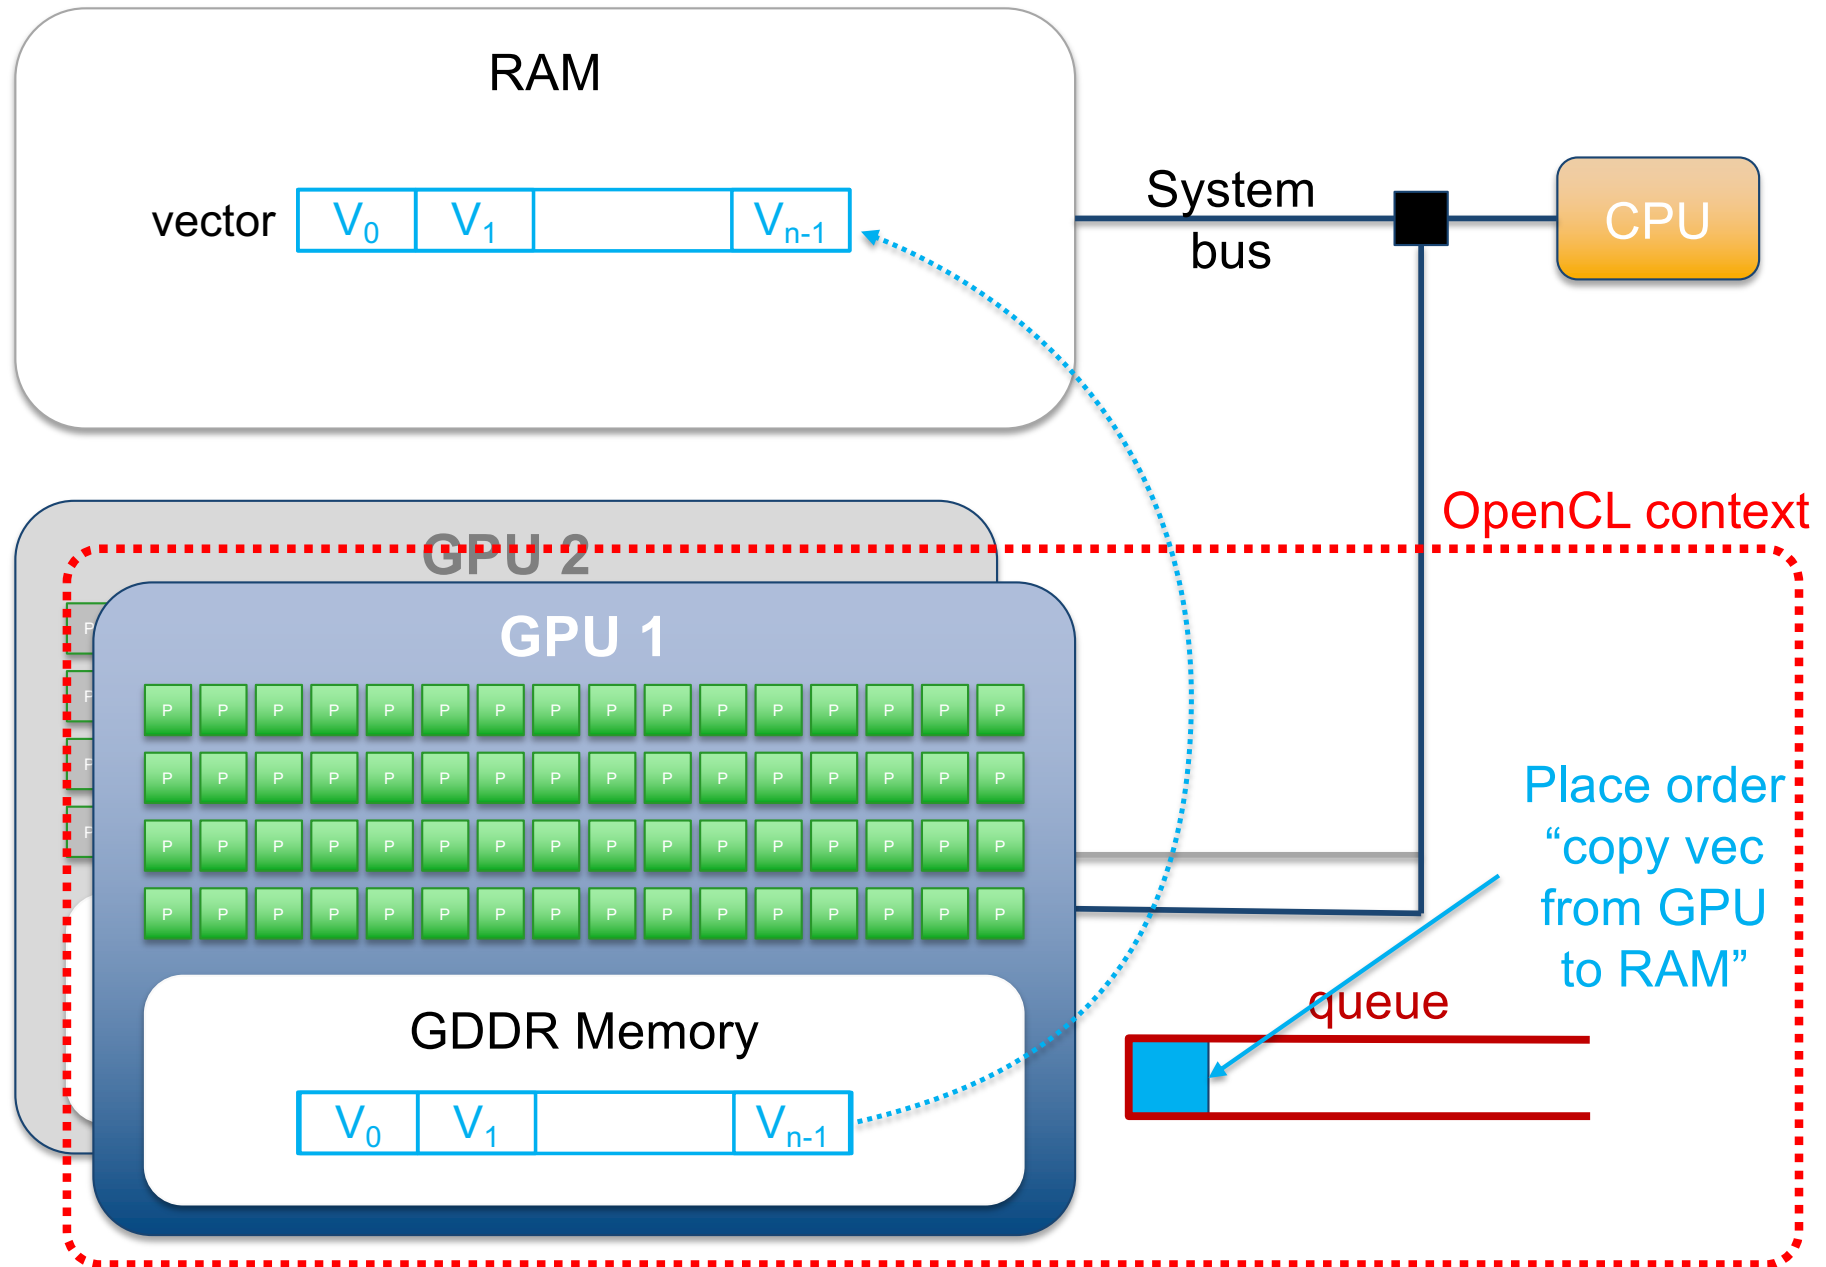 RAM
vector V0 V1 Vn-1
System
bus
CPU
OpenCL context
GPU 2
GPU 1
P
P P P P P P P P P P P P P P P P
P
P P P P P P P P P P P P P P P P
P
P P P P P P P P P P P P P P P P
P
P P P P P P P P P P P P P P P P
Place order
“copy vec
from GPU
to RAM”
queue
GDDR Memory
V0 V1 Vn-1